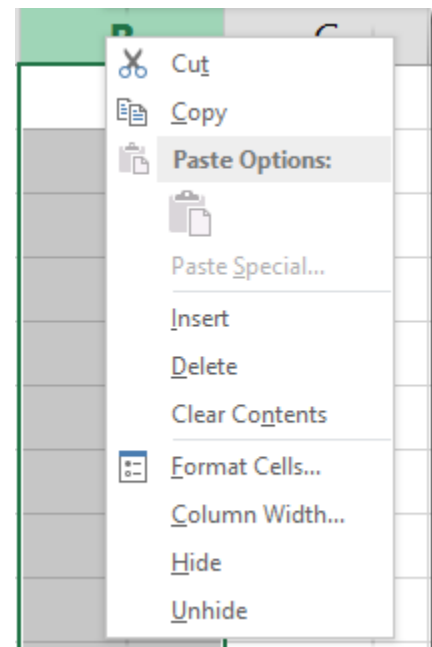 Cut
Copy
Paste Options:
Paste Special...
Insert
Delete
Clear Contents
Format Cells...
Column Width...
Hide
Unhide